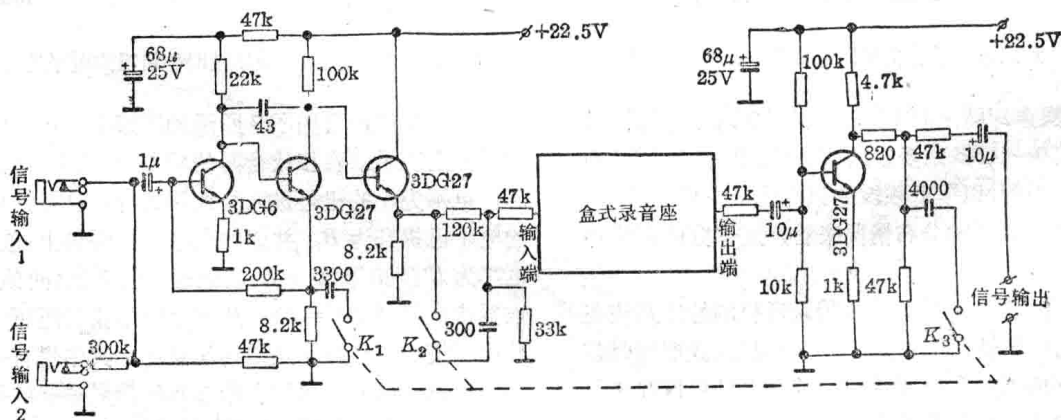 47k
+22.5V
68μ
25V
22k
100k
43
1μ
信号输入1
3DG6
3DG27
3DG27
1k
8.2k
120k
47k
输入端
盒式录音座
输出端
47k
10μ
200k
3300
8.2k
K₁
K₂
300
33k
47k
300k
信号输入2
+22.5V
68μ
25V
100k
4.7k
820
47k
10μ
3DG27
4000
10k
1k
47k
K₃
信号输出